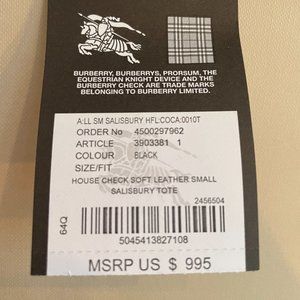 BURBERRY, BURBERRYS, PRORSUM, THE
EQUESTRIAN KNIGHT DEVICE AND
THE BURBERRY CHECK ARE TRADE MARKS
BELONGING TO BURBERRY LIMITED.
A:LL SM SALISBURY HFL:COCA:0010T
ORDER No 4500297962
ARTICLE 3903381 1
COLOUR BLACK
SIZE/FIT
HOUSE CHECK SOFT LEATHER SMALL
SALISBURY TOTE
2456504
64Q
5045413827108
MSRP US $ 995